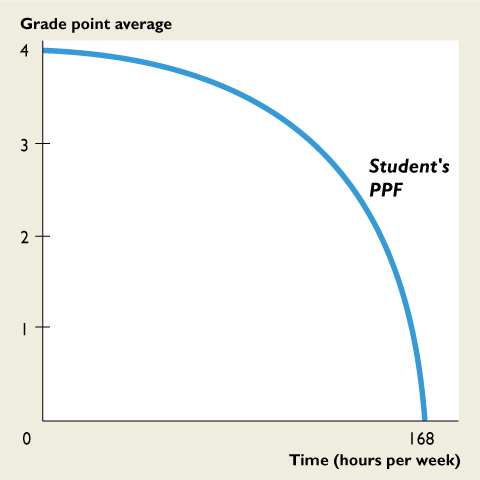 Grade point average
4
3
Student's
PPF
2
1
0
168
Time (hours per week)